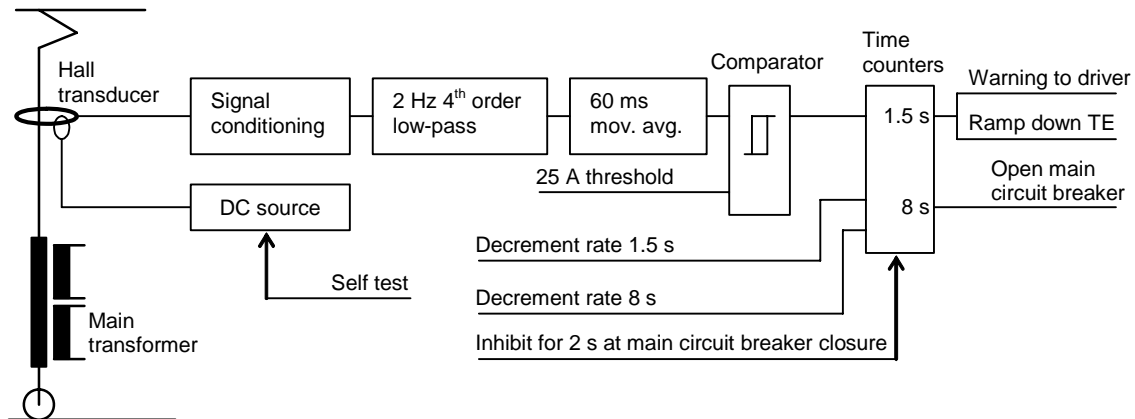 Hall
transducer
Signal
conditioning
2 Hz 4th order
low-pass
60 ms
mov. avg.
Comparator
Time
counters
1.5 s
8 s
Warning to driver
Ramp down TE
Open main
circuit breaker
25 A threshold
DC source
Self test
Decrement rate 1.5 s
Decrement rate 8 s
Inhibit for 2 s at main circuit breaker closure
Main
transformer